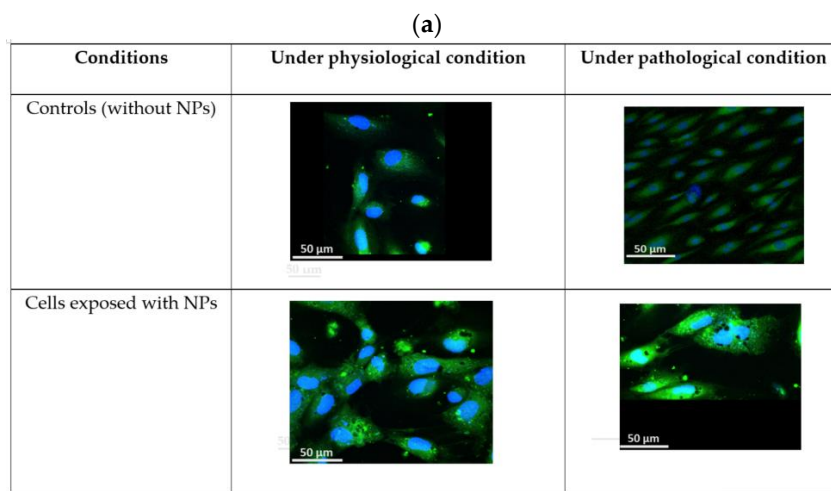 (a)
Conditions
Under physiological condition
Under pathological condition
Controls (without NPs)
50 µm
50 µm
50 µm
Cells exposed with NPs
50 µm
50 µm
50